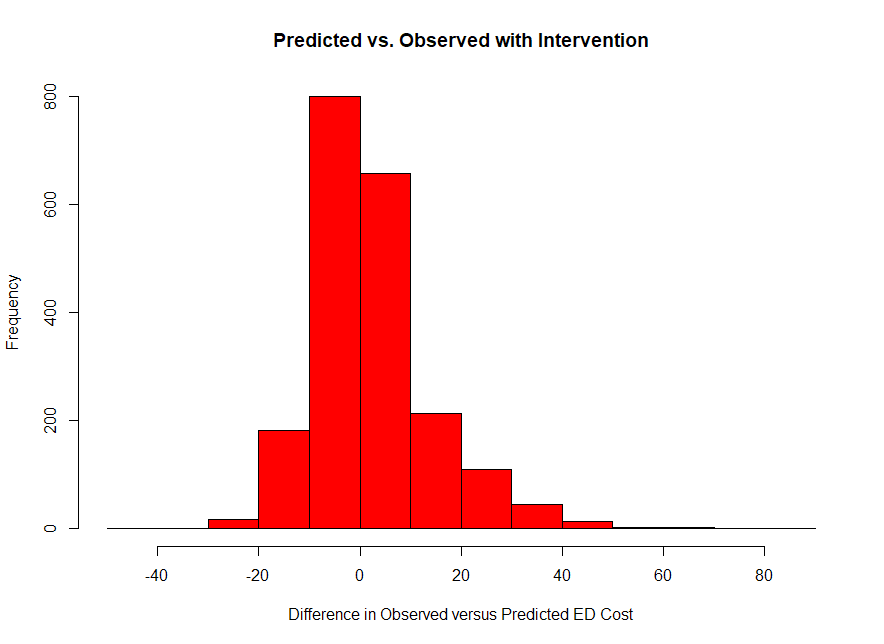 Predicted vs. Observed with Intervention
800
600
400
200
0
Frequency
-40 -20 0 20 40 60 80
Difference in Observed versus Predicted ED Cost